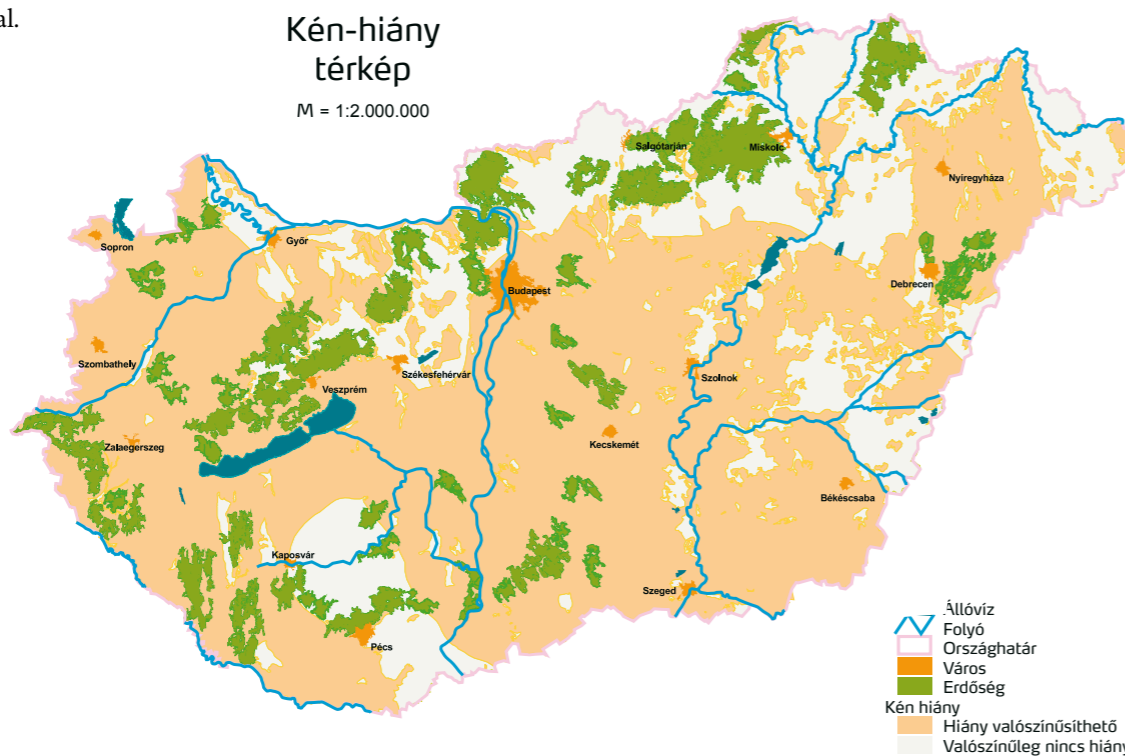 al.
Kén-hiány
térkép
M = 1:2.000.000
Salgótarján
Miskolc
Nyiregyháza
Sopron
Győr
Budapest
Debrecen
Szombathely
Veszprém
Székesfehérvár
Szolnok
Zalaegerszeg
Kecskemét
Békéscsaba
Kaposvár
Szeged
Pécs
Állóvíz
Folyó
Országhatár
Város
Erdőség
Kén hiány
Hiány valószínűsíthető
Valószínűleg nincs hiány